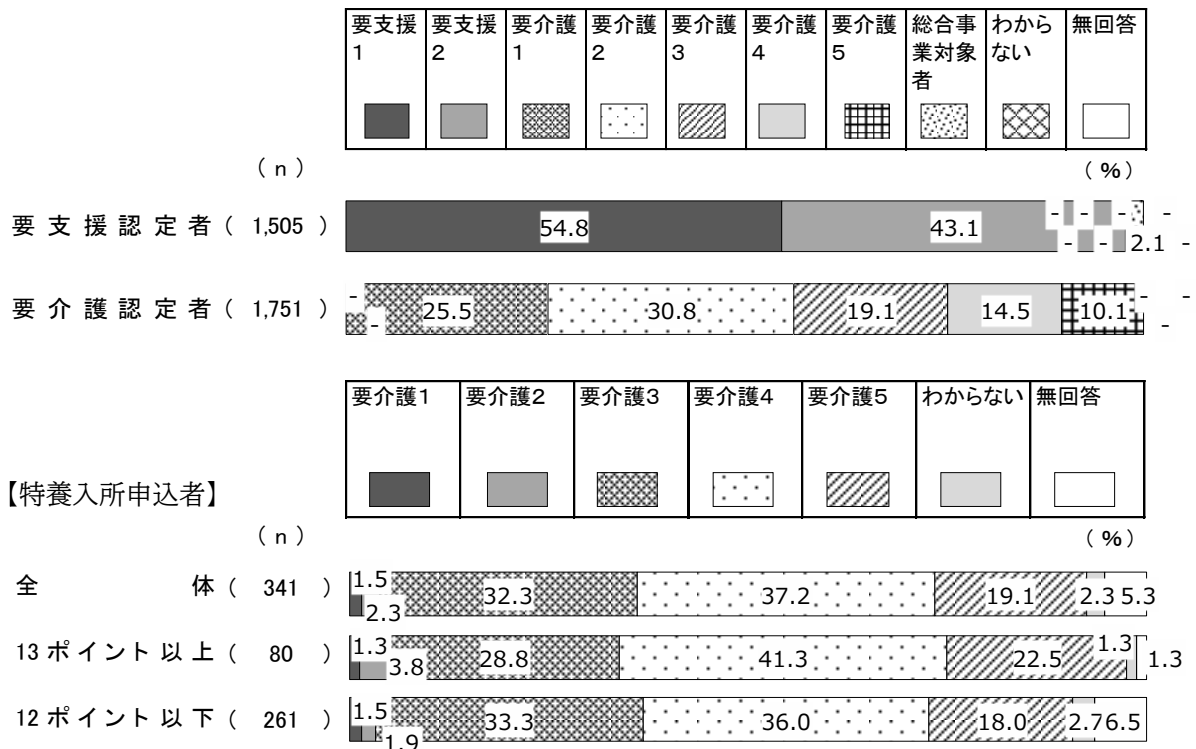 要支援1 要支援2 要介護1 要介護2 要介護3 要介護4 要介護5 総合事業対象者 わからない 無回答
(n) (%)
要支援認定者( 1,505 ) 54.8 43.1 - - - - - 2.1 - -
要介護認定者( 1,751 ) - - 25.5 30.8 19.1 14.5 10.1 - - -
要介護1 要介護2 要介護3 要介護4 要介護5 わからない 無回答
【特養入所申込者】
(n) (%)
全体( 341 ) 1.5 2.3 32.3 37.2 19.1 2.3 5.3
13ポイント以上( 80 ) 1.3 3.8 28.8 41.3 22.5 1.3 1.3
12ポイント以下( 261 ) 1.5 1.9 33.3 36.0 18.0 2.7 6.5